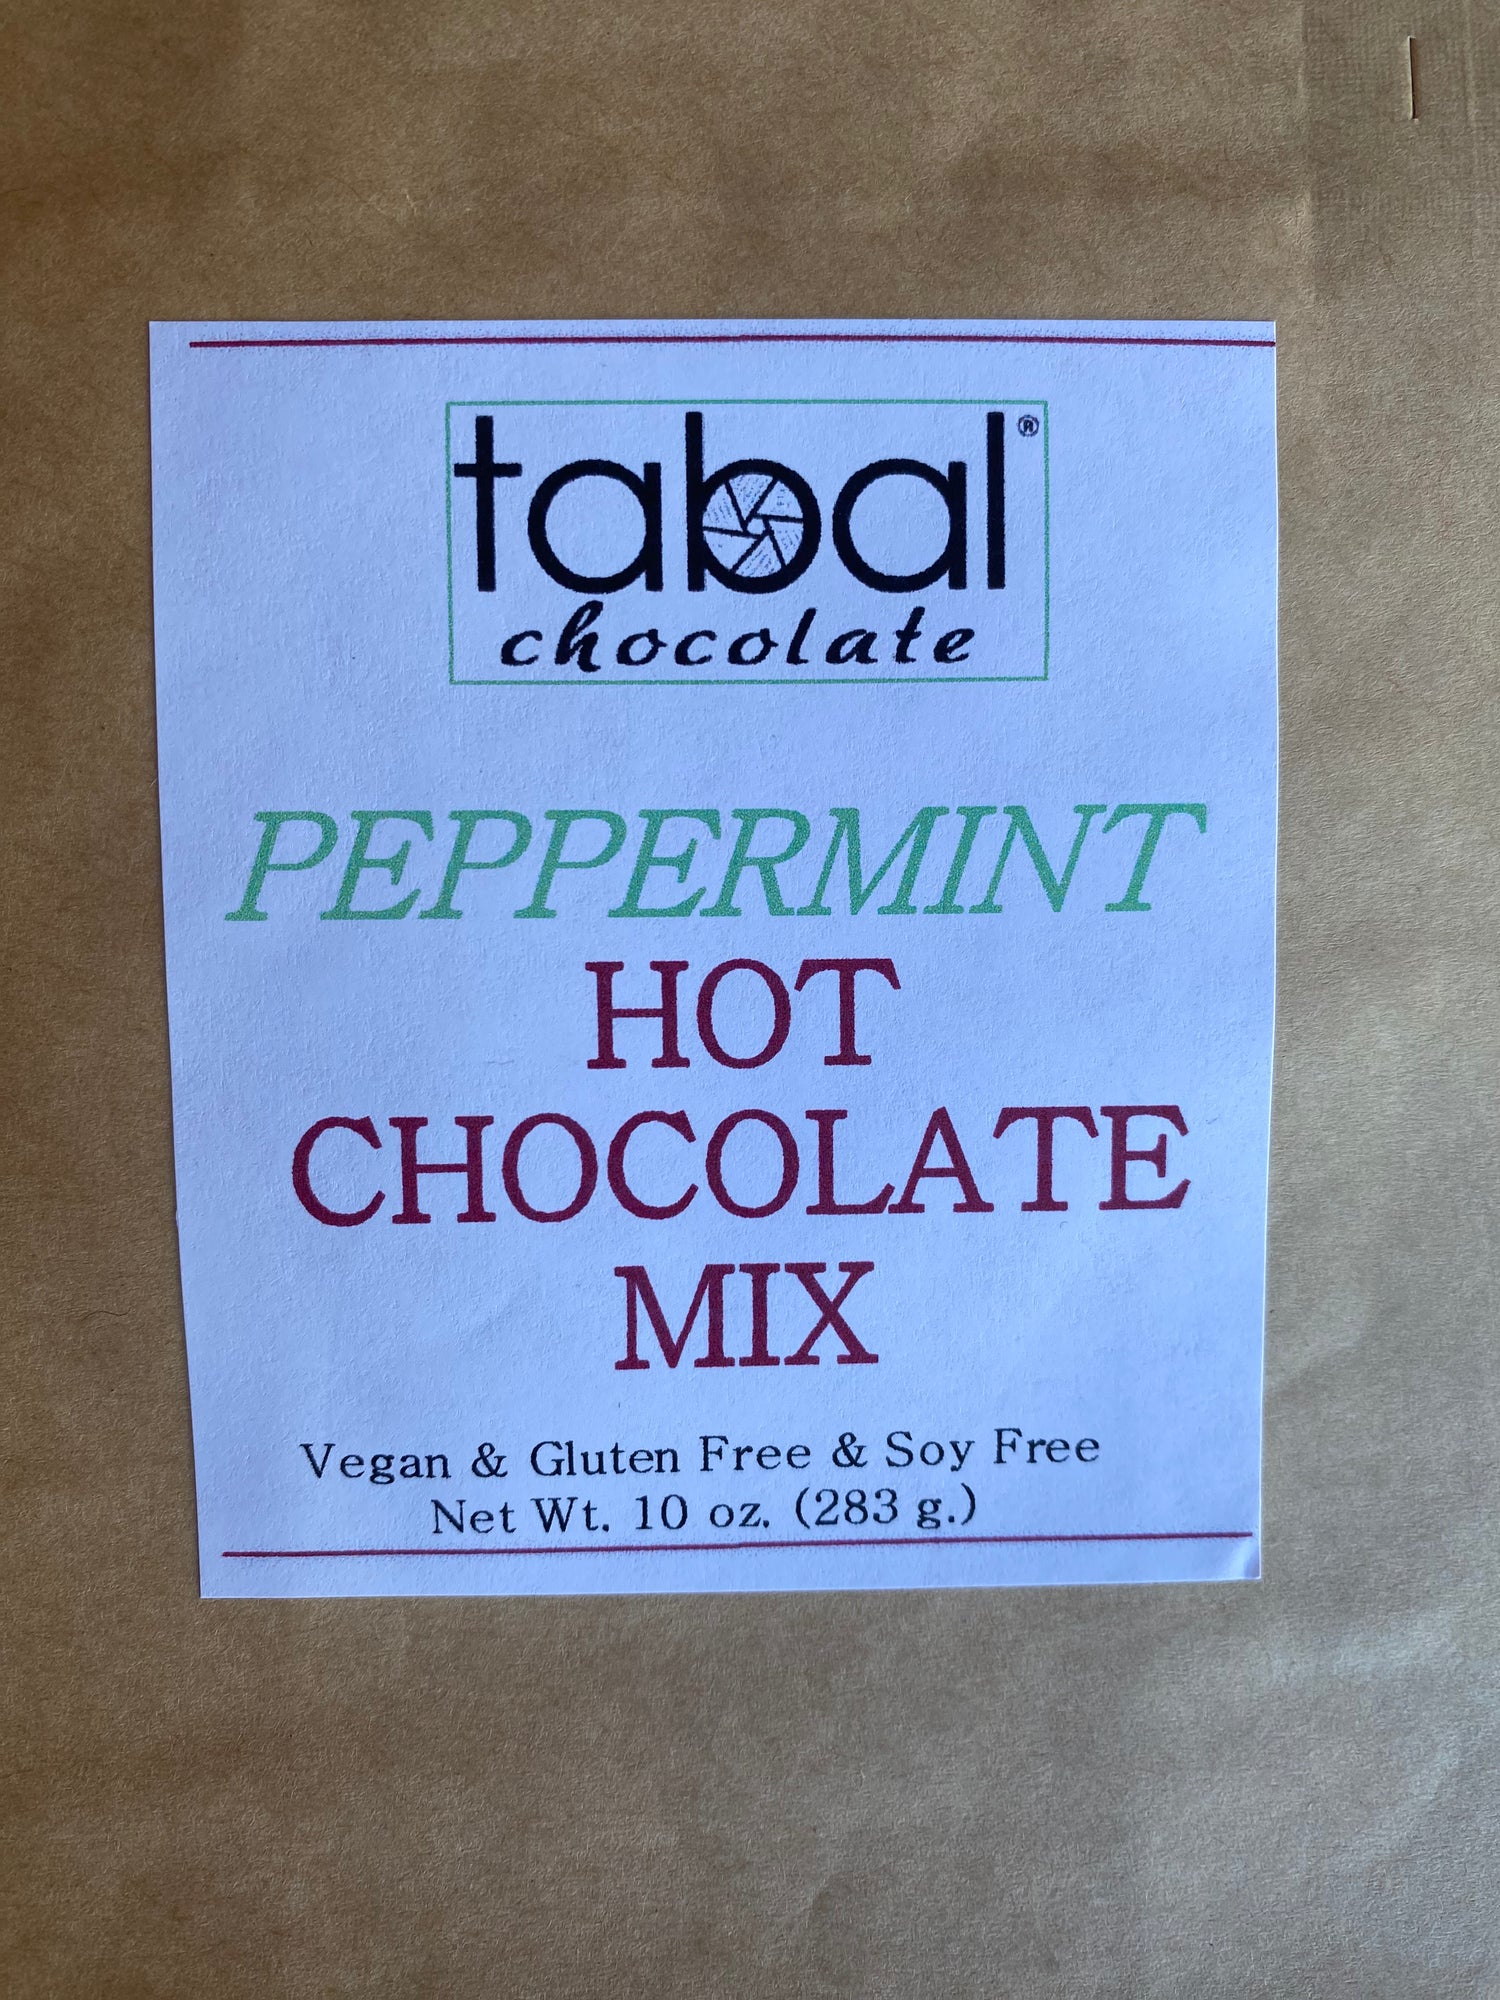 tabal®
chocolate
PEPPERMINT
HOT
CHOCOLATE
MIX
Vegan & Gluten Free & Soy Free
Net Wt. 10 oz. (283 g.)